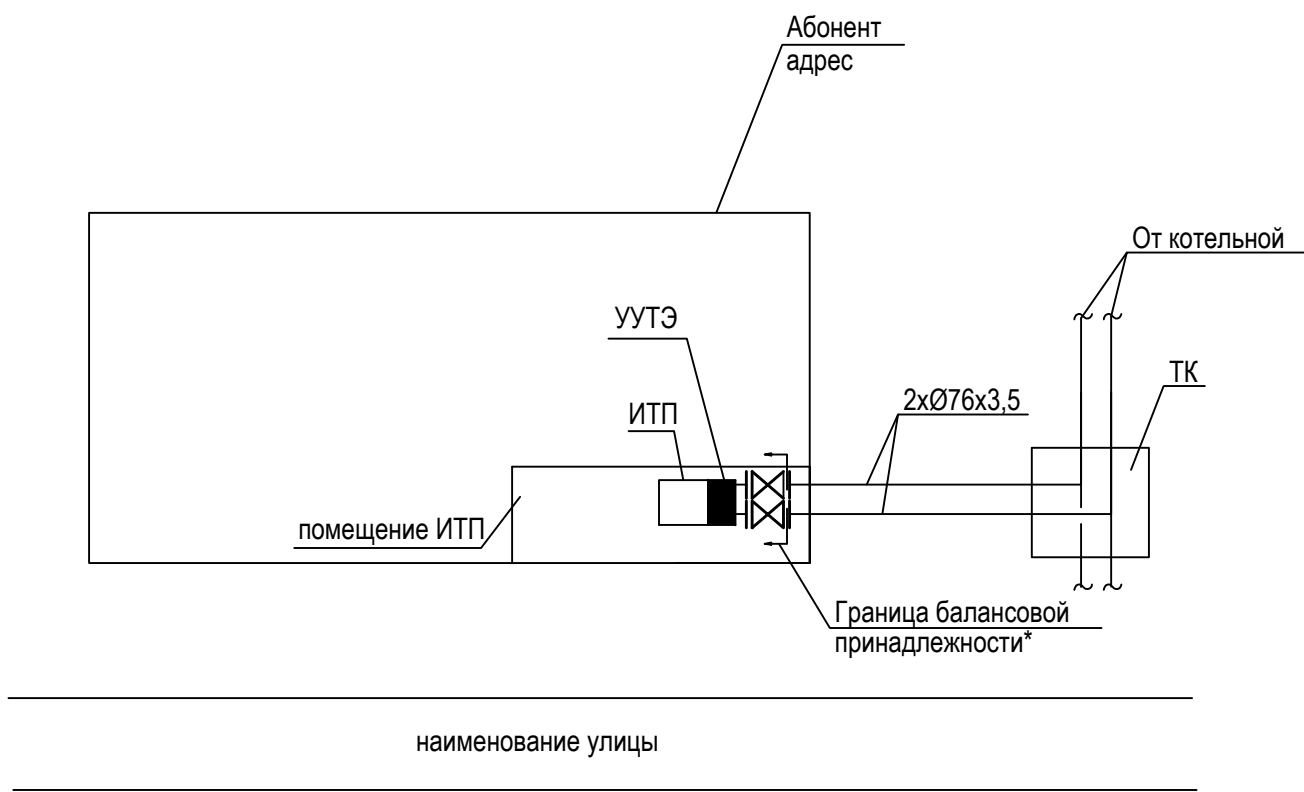 Абонент
адрес
От котельной
УУТЭ
ТК
2хØ76х3,5
ИТП
помещение ИТП
Граница балансовой
принадлежности*
наименование улицы